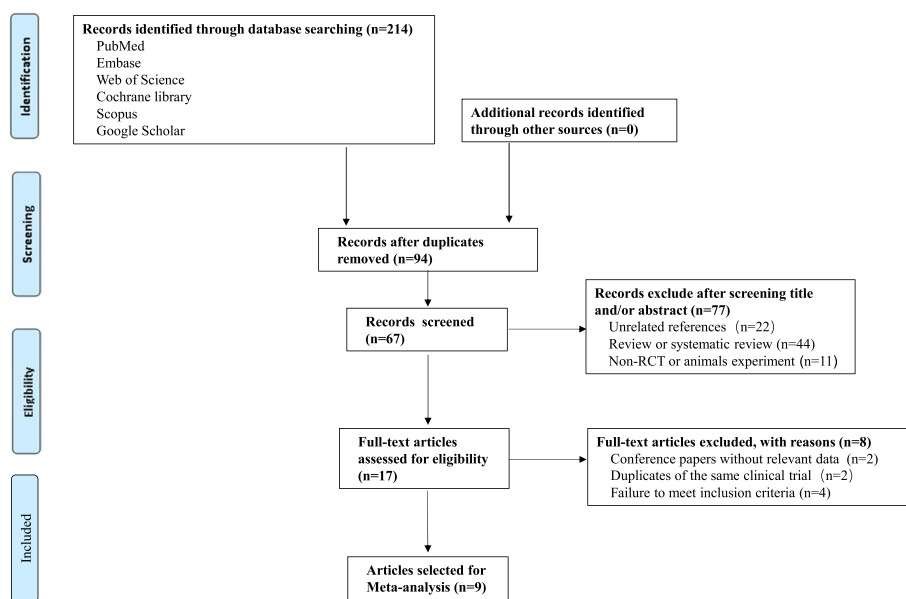 Identification
Records identified through database searching (n=214)
PubMed
Embase
Web of Science
Cochrane library
Scopus
Google Scholar
Additional records identified
through other sources (n=0)
Screening
Records after duplicates
removed (n=94)
Records screened
(n=67)
Records exclude after screening title
and/or abstract (n=77)
Unrelated references（n=22）
Review or systematic review (n=44)
Non-RCT or animals experiment (n=11)
Eligibility
Full-text articles
assessed for eligibility
(n=17)
Full-text articles excluded, with reasons (n=8)
Conference papers without relevant data (n=2)
Duplicates of the same clinical trial（n=2）
Failure to meet inclusion criteria (n=4)
Included
Articles selected for
Meta-analysis (n=9)